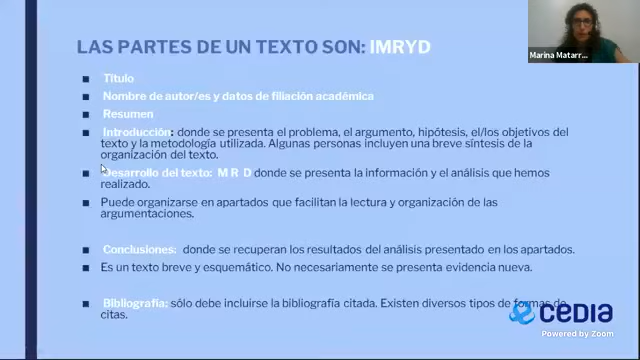 LAS PARTES DE UN TEXTO SON: IMRYD
Marina Matarr...
Título
Nombre de autor/es y datos de filiación académica
Resumen
Introducción: donde se presenta el problema, el argumento, hipótesis, el/los objetivos del
texto y la metodología utilizada. Algunas personas incluyen una breve síntesis de la
organización del texto.
Desarrollo del texto: M R D donde se presenta la información y el análisis que hemos
realizado.
Puede organizarse en apartados que facilitan la lectura y organización de las
argumentaciones.
Conclusiones: donde se recuperan los resultados del análisis presentado en los apartados.
Es un texto breve y esquemático. No necesariamente se presenta evidencia nueva.
Bibliografía: sólo debe incluirse la bibliografía citada. Existen diversos tipos de formas de
citas.
CEDIA
Powered by Zoom